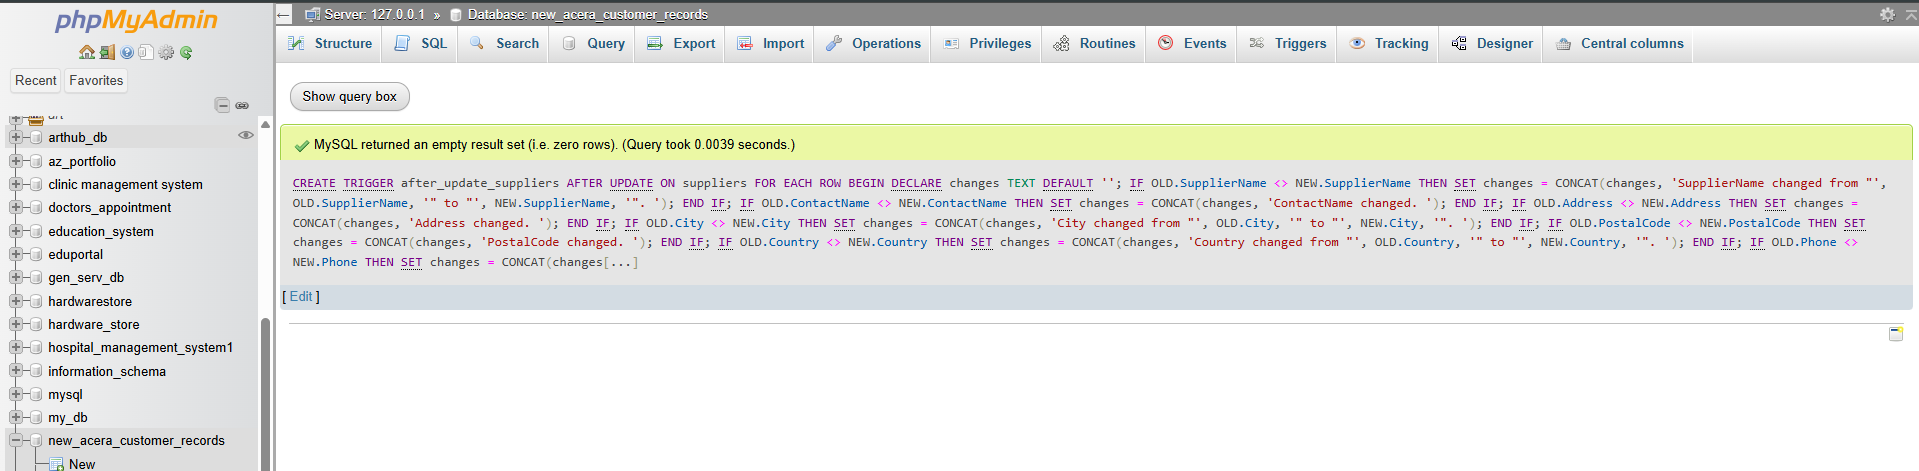 phpMyAdmin
Recent Favorites
art
arthub_db
az_portfolio
clinic management system
doctors_appointment
education_system
eduportal
gen_serv_db
hardwarestore
hardware_store
hospital_management_system1
information_schema
mysql
my_db
new_acera_customer_records
New
Server: 127.0.0.1 » Database: new_acera_customer_records
Structure SQL Search Query Export Import Operations Privileges Routines Events Triggers Tracking Designer Central columns
Show query box
MySQL returned an empty result set (i.e. zero rows). (Query took 0.0039 seconds.)
CREATE TRIGGER after_update_suppliers AFTER UPDATE ON suppliers FOR EACH ROW BEGIN DECLARE changes TEXT DEFAULT ''; IF OLD.SupplierName <> NEW.SupplierName THEN SET changes = CONCAT(changes, 'SupplierName changed from "',
OLD.SupplierName, '" to "', NEW.SupplierName, '". '); END IF; IF OLD.ContactName <> NEW.ContactName THEN SET changes = CONCAT(changes, 'ContactName changed. '); END IF; IF OLD.Address <> NEW.Address THEN SET changes =
CONCAT(changes, 'Address changed. '); END IF; IF OLD.City <> NEW.City THEN SET changes = CONCAT(changes, 'City changed from "', OLD.City, '" to "', NEW.City, '". '); END IF; IF OLD.PostalCode <> NEW.PostalCode THEN SET
changes = CONCAT(changes, 'PostalCode changed. '); END IF; IF OLD.Country <> NEW.Country THEN SET changes = CONCAT(changes, 'Country changed from "', OLD.Country, '" to "', NEW.Country, '". '); END IF; IF OLD.Phone <>
NEW.Phone THEN SET changes = CONCAT(changes[...]
[ Edit ]